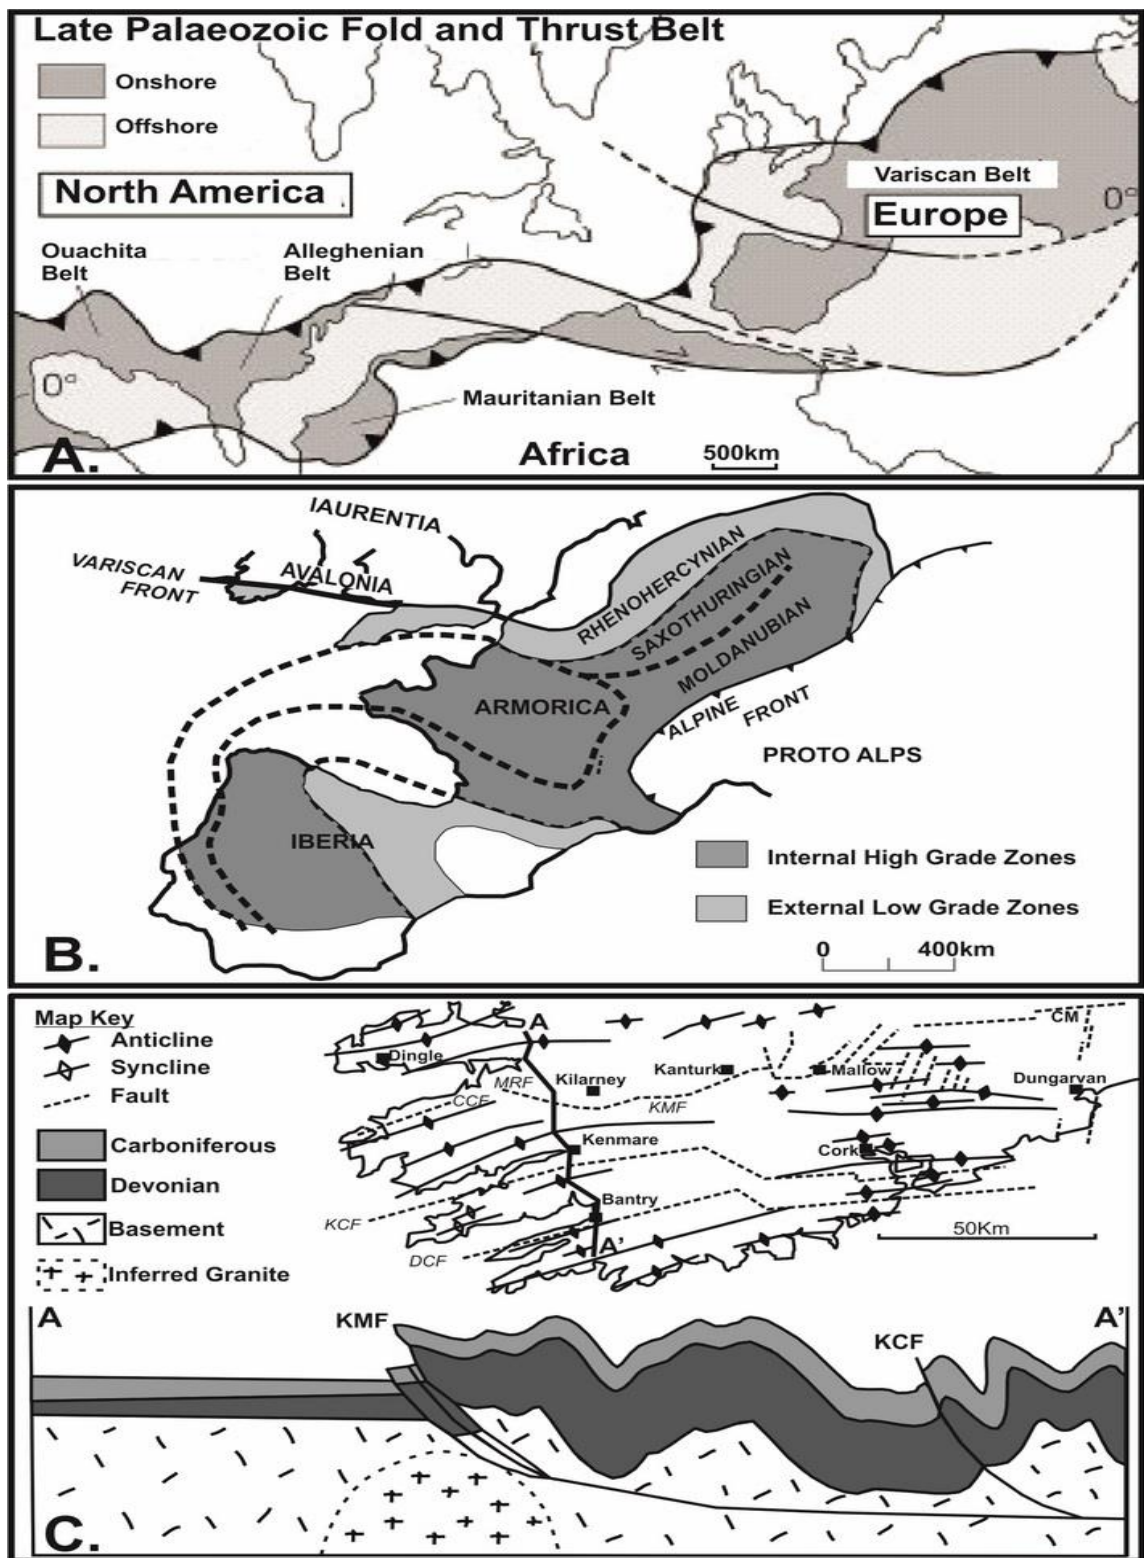 Late Palaeozoic Fold and Thrust Belt
Onshore
Offshore
North America
Variscan Belt
Europe
0°
Ouachita
Belt
Alleghenian
Belt
0°
Mauritanian Belt
Africa
500km
A.
IAURENTIA
VARISCAN
FRONT
AVALONIA
RHENOHERCYNIAN
SAXOTHURINGIAN
MOLDANUBIAN
ARMORICA
ALPINE FRONT
PROTO ALPS
IBERIA
Internal High Grade Zones
External Low Grade Zones
0 400km
B.
Map Key
Anticline
Syncline
Fault
Carboniferous
Devonian
Basement
Inferred Granite
A
CM
Dingle
MRF
Kilarney
Kanturk
Mallow
Dungarvan
CCF
KMF
Kenmare
Cork
Bantry
KCF
50Km
DCF
A'
A
KMF
KCF
A'
C.